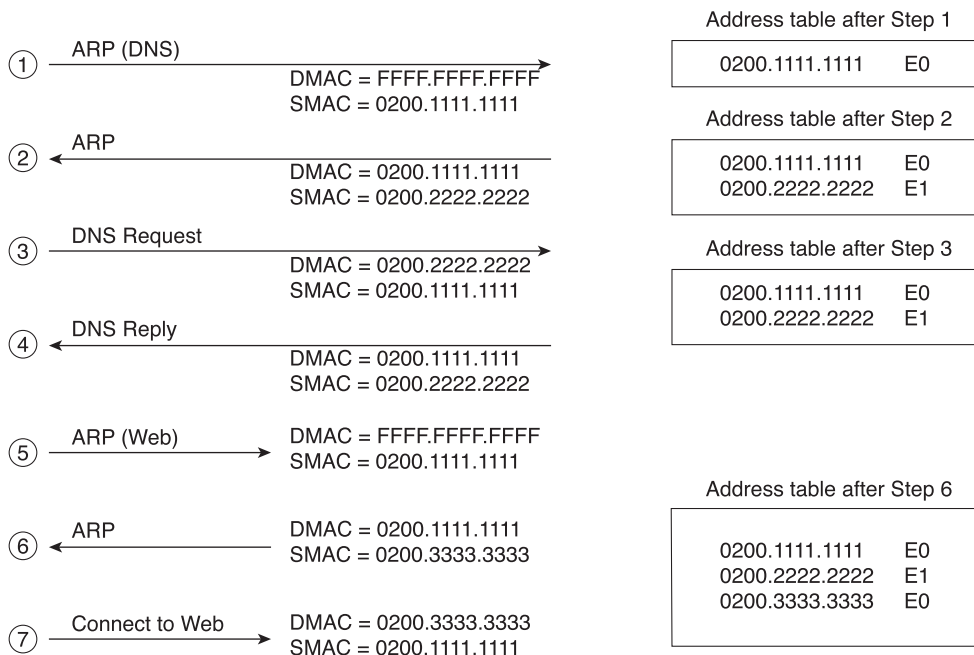 Address table after Step 1
① ARP (DNS)
DMAC = FFFF.FFFF.FFFF
SMAC = 0200.1111.1111
0200.1111.1111 E0
Address table after Step 2
② ARP
DMAC = 0200.1111.1111
SMAC = 0200.2222.2222
0200.1111.1111 E0
0200.2222.2222 E1
③ DNS Request
DMAC = 0200.2222.2222
SMAC = 0200.1111.1111
Address table after Step 3
0200.1111.1111 E0
0200.2222.2222 E1
④ DNS Reply
DMAC = 0200.1111.1111
SMAC = 0200.2222.2222
⑤ ARP (Web)
DMAC = FFFF.FFFF.FFFF
SMAC = 0200.1111.1111
Address table after Step 6
⑥ ARP
DMAC = 0200.1111.1111
SMAC = 0200.3333.3333
0200.1111.1111 E0
0200.2222.2222 E1
0200.3333.3333 E0
⑦ Connect to Web
DMAC = 0200.3333.3333
SMAC = 0200.1111.1111